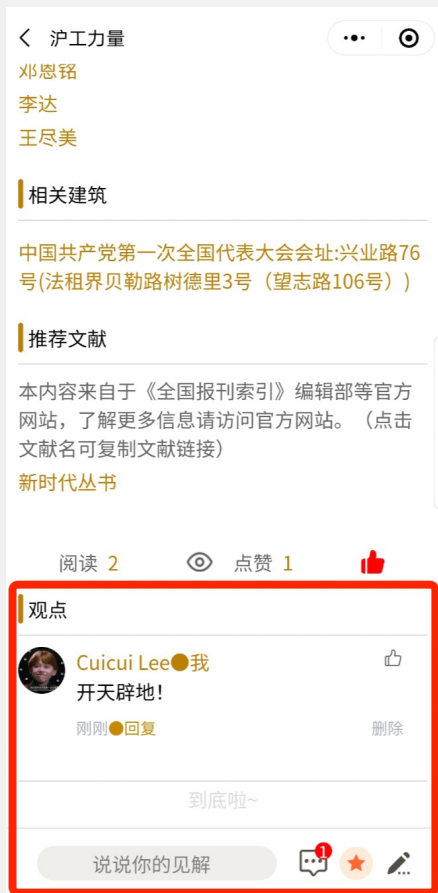 沪工力量
邓恩铭
李达
王尽美
相关建筑
中国共产党第一次全国代表大会会址:兴业路76
号(法租界贝勒路树德里3号（望志路106号）)
推荐文献
本内容来自于《全国报刊索引》编辑部等官方
网站，了解更多信息请访问官方网站。（点击
文献名可复制文献链接）
新时代丛书
阅读 2 点赞 1
观点
Cuicui Lee●我
开天辟地！
刚刚●回复 删除
到底啦~
说说你的见解 1